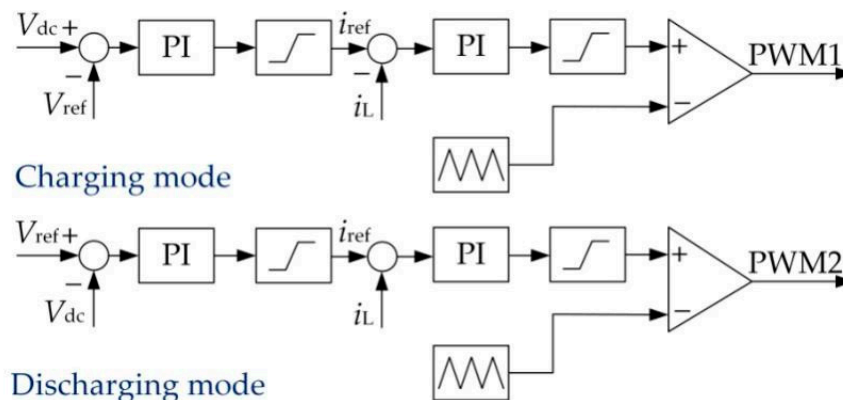 Vdc + PI iref PI + PWM1
− − −
Vref iL
Charging mode
Vref + PI iref PI + PWM2
− −
Vdc iL
Discharging mode